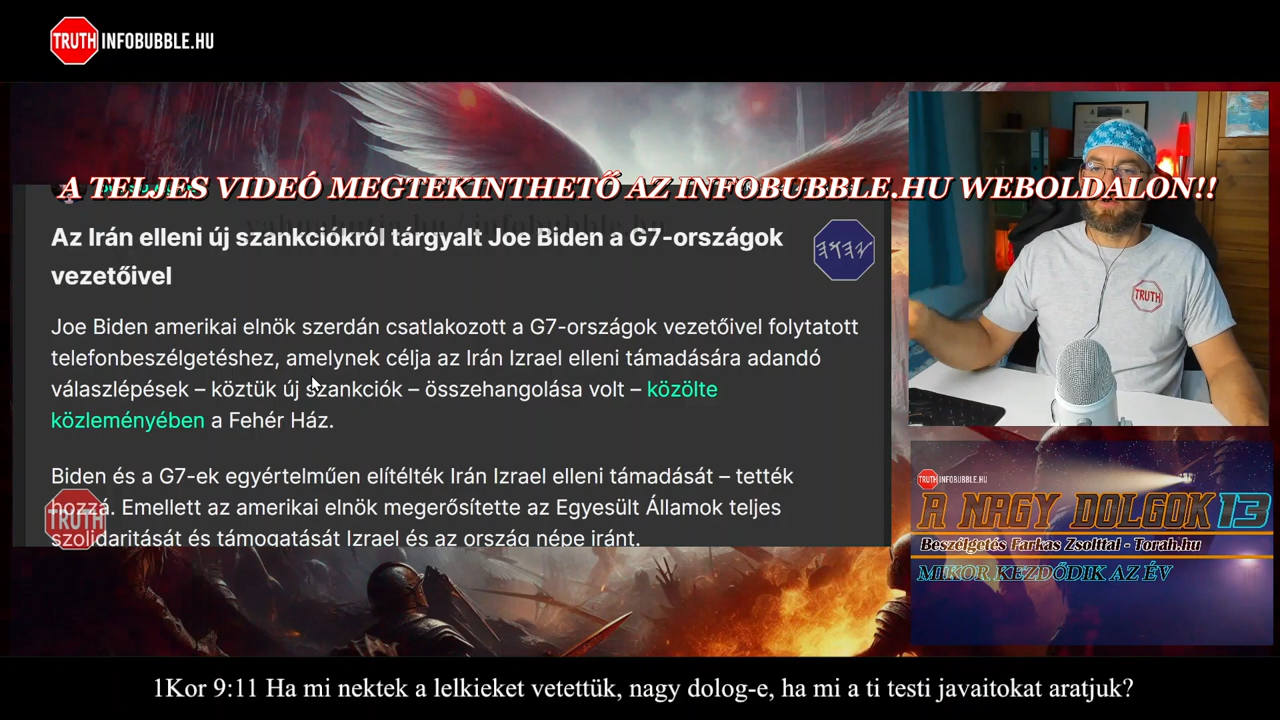 TRUTH INFOBUBBLE.HU
A TELJES VIDEÓ MEGTEKINTHETŐ AZ INFOBUBBLE.HU WEBOLDALON!!
Az Irán elleni új szankciókról tárgyalt Joe Biden a G7-országok
vezetőivel
Joe Biden amerikai elnök szerdán csatlakozott a G7-országok vezetőivel folytatott
telefonbeszélgetéshez, amelynek célja az Irán Izrael elleni támadására adandó
válaszlépések – köztük új szankciók – összehangolása volt – közölte
közleményében a Fehér Ház.
Biden és a G7-ek egyértelműen elítélték Irán Izrael elleni támadását – tették
hozzá. Emellett az amerikai elnök megerősítette az Egyesült Államok teljes
szolidaritását és támogatását Izrael és az ország népe iránt.
TRUTH
TRUTH
TRUTH INFOBUBBLE.HU
A NAGY DOLGOK 13
Beszélgetés Farkas Zsolttal - Torah.hu
MIKOR KEZDŐDIK AZ ÉV
1Kor 9:11 Ha mi nektek a lelkieket vetettük, nagy dolog-e, ha mi a ti testi javaitokat aratjuk?